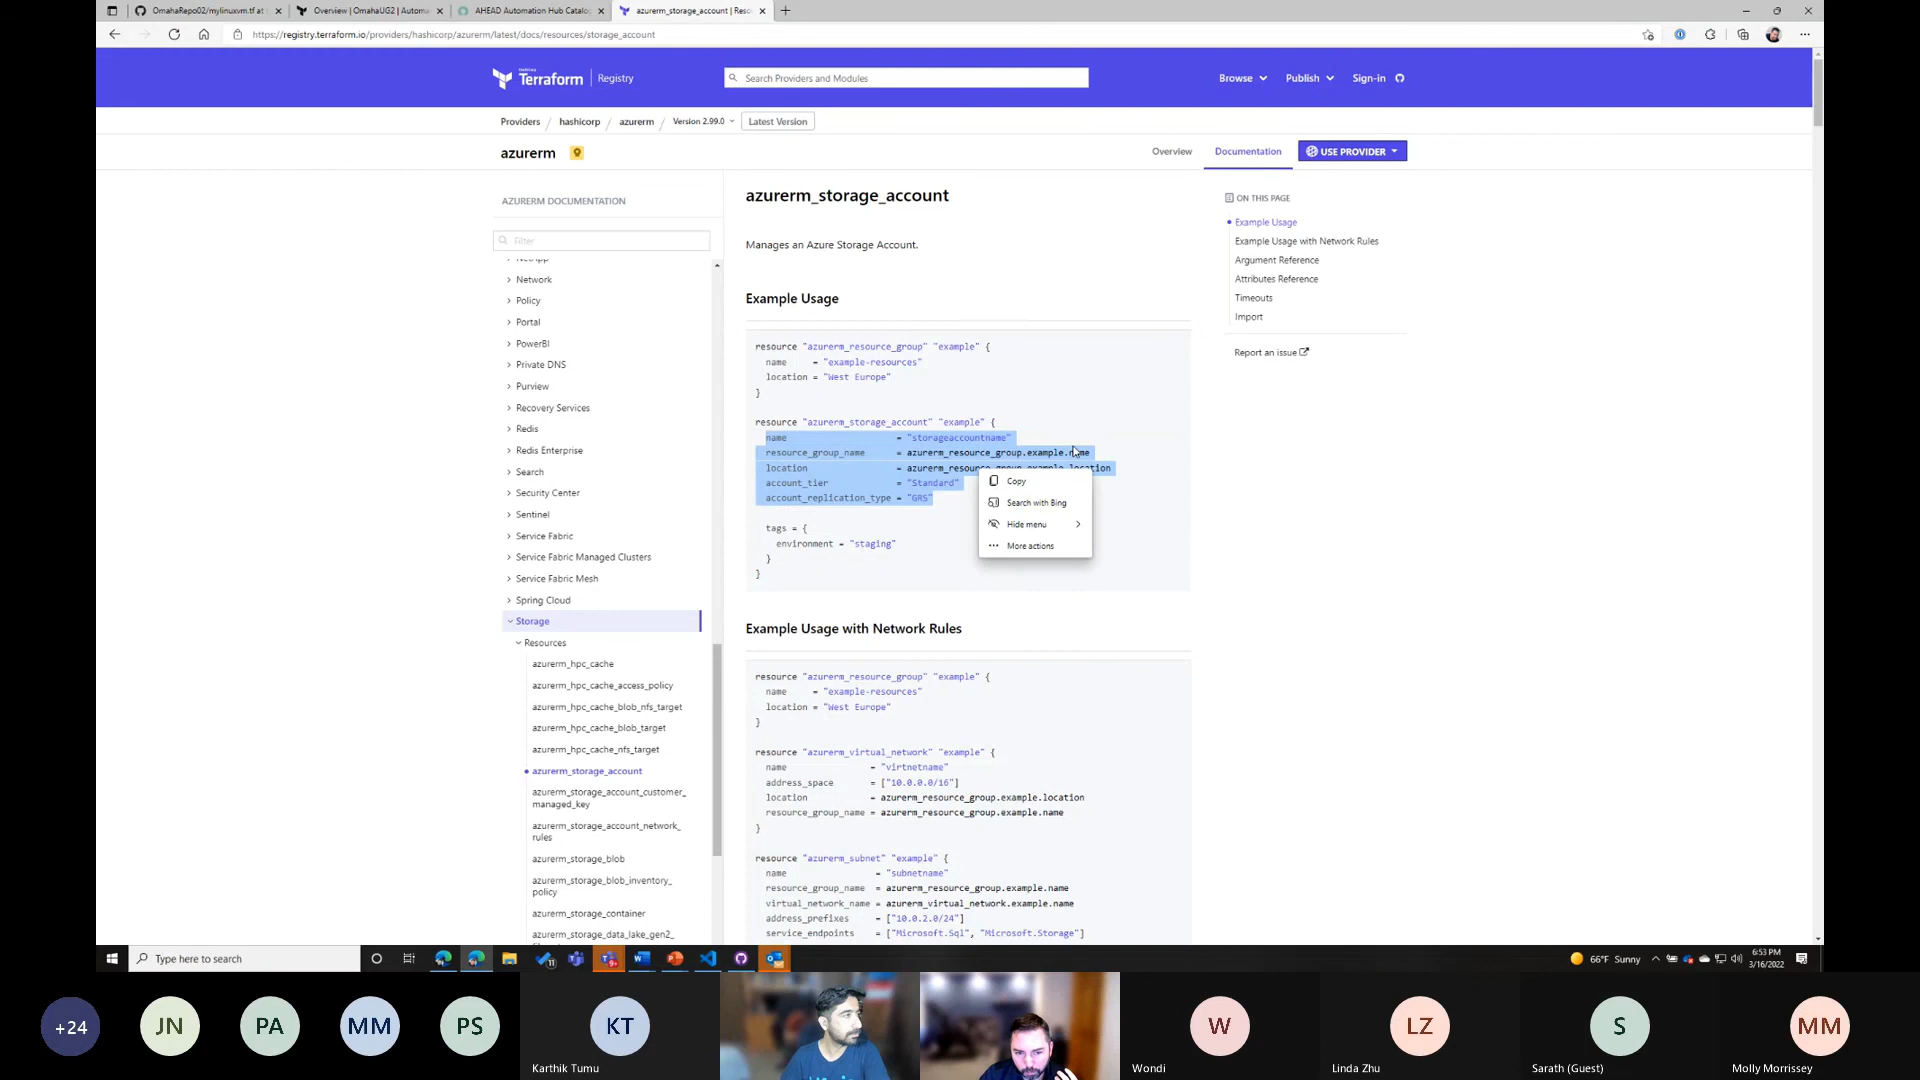 OmahaRepo02/mylinuxvm.tf at
Overview | OmahaUG2 | Autom
AHEAD Automation Hub Catalo
azurerm_storage_account | Reso
https://registry.terraform.io/providers/hashicorp/azurerm/latest/docs/resources/storage_account
HashiCorp
Terraform
Registry
Search Providers and Modules
Browse
Publish
Sign-in
Providers / hashicorp / azurerm / Version 2.99.0
Latest Version
azurerm
Overview
Documentation
USE PROVIDER
AZURERM DOCUMENTATION
Filter
NetApp
Network
Policy
Portal
PowerBI
Private DNS
Purview
Recovery Services
Redis
Redis Enterprise
Search
Security Center
Sentinel
Service Fabric
Service Fabric Managed Clusters
Service Fabric Mesh
Spring Cloud
Storage
Resources
azurerm_hpc_cache
azurerm_hpc_cache_access_policy
azurerm_hpc_cache_blob_nfs_target
azurerm_hpc_cache_blob_target
azurerm_hpc_cache_nfs_target
azurerm_storage_account
azurerm_storage_account_customer_
managed_key
azurerm_storage_account_network_
rules
azurerm_storage_blob
azurerm_storage_blob_inventory_
policy
azurerm_storage_container
azurerm_storage_data_lake_gen2_
azurerm_storage_account
Manages an Azure Storage Account.
Example Usage
resource "azurerm_resource_group" "example" {
name = "example-resources"
location = "West Europe"
}
resource "azurerm_storage_account" "example" {
name = "storageaccountname"
resource_group_name = azurerm_resource_group.example.name
location = azurerm_resource_group.example.location
account_tier = "Standard"
account_replication_type = "GRS"
tags = {
environment = "staging"
}
}
Copy
Search with Bing
Hide menu
More actions
Example Usage with Network Rules
resource "azurerm_resource_group" "example" {
name = "example-resources"
location = "West Europe"
}
resource "azurerm_virtual_network" "example" {
name = "virtnetname"
address_space = ["10.0.0.0/16"]
location = azurerm_resource_group.example.location
resource_group_name = azurerm_resource_group.example.name
}
resource "azurerm_subnet" "example" {
name = "subnetname"
resource_group_name = azurerm_resource_group.example.name
virtual_network_name = azurerm_virtual_network.example.name
address_prefixes = ["10.0.2.0/24"]
service_endpoints = ["Microsoft.Sql", "Microsoft.Storage"]
ON THIS PAGE
Example Usage
Example Usage with Network Rules
Argument Reference
Attributes Reference
Timeouts
Import
Report an issue
Type here to search
66°F Sunny
6:53 PM
3/16/2022
+24
JN
PA
MM
PS
KT
Karthik Tumu
W
Wondi
LZ
Linda Zhu
S
Sarath (Guest)
MM
Molly Morrissey